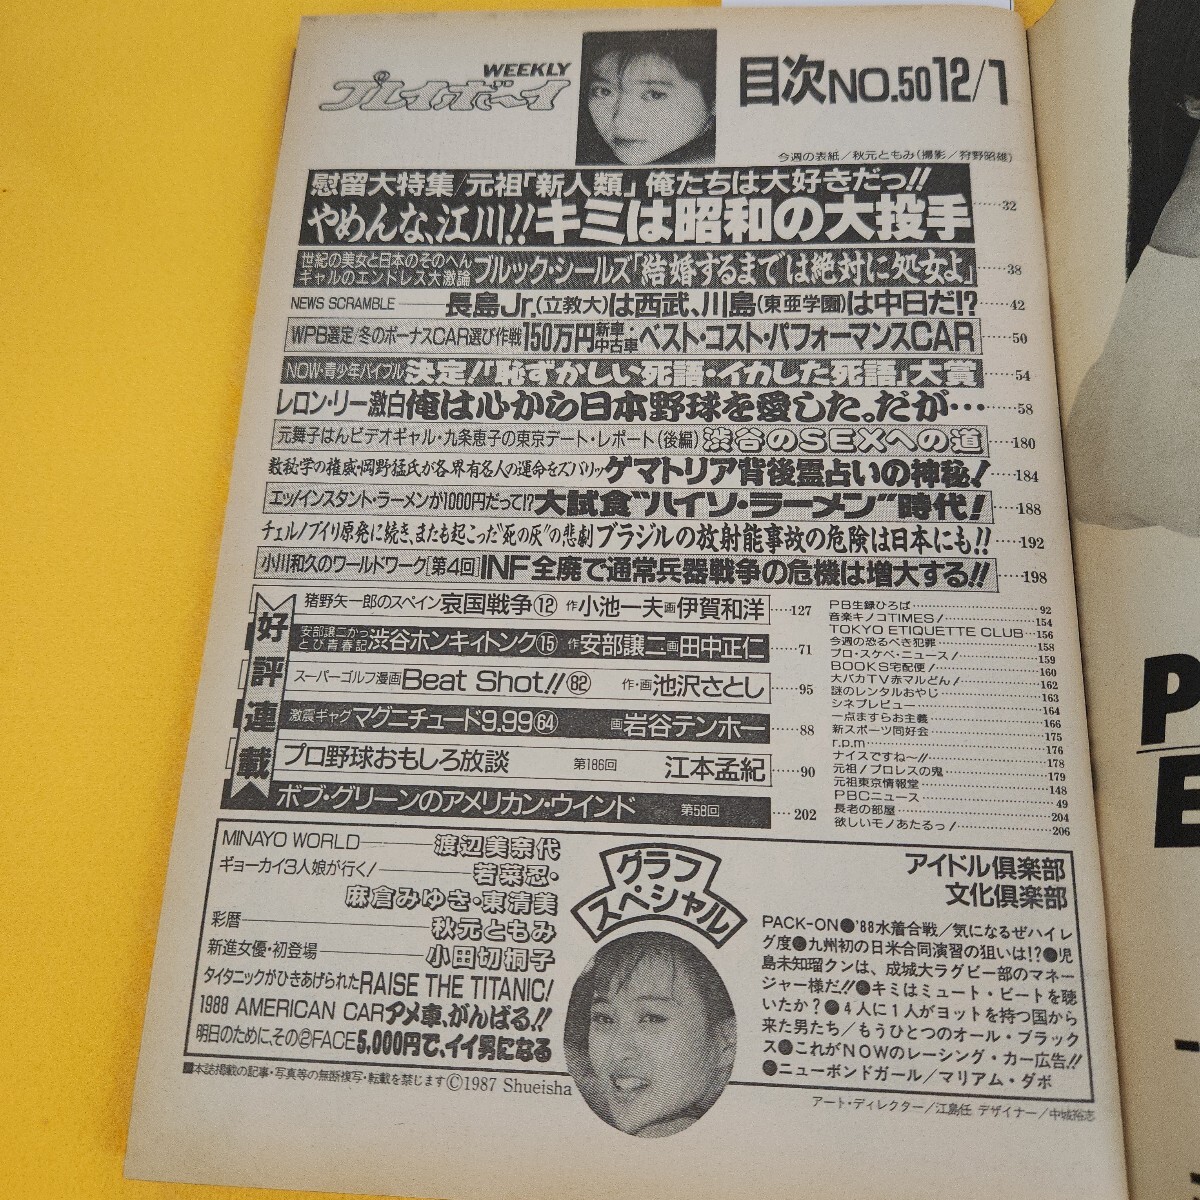 WEEKLY
プレイボーイ
目次NO.50 12/1
今週の表紙/秋元ともみ(撮影/狩野昭雄)
慰留大特集/元祖「新人類」俺たちは大好きだっ!!
やめんな、江川!!キミは昭和の大投手……32
世紀の美女と日本のそのへん
ギャルのエンドレス大激論 ブルック・シールズ「結婚するまでは絶対に処女よ」……38
NEWS SCRAMBLE――長島Jr.(立教大)は西武、川島(東亜学園)は中日だ!?……42
WPB選定/冬のボーナスCAR選び作戦 150万円新車・中古車ベスト・コスト・パフォーマンスCAR……50
NOW・青少年バイブル 決定!「恥ずかしい死語・イカした死語」大賞……54
レロン・リー激白 俺は心から日本野球を愛した。だが………58
元舞子はんビデオギャル・九条恵子の東京デート・レポート(後編)渋谷のSEXへの道……180
数秘学の権威・岡野猛氏が各界有名人の運命をズバリッ ゲマトリア背後霊占いの神秘!……184
エッ!インスタント・ラーメンが1000円だって!? 大試食"ハイソ・ラーメン"時代!……188
チェルノブイリ原発に続き、またも起こった"死の灰"の悲劇 ブラジルの放射能事故の危険は日本にも!!……192
小川和久のワールドワーク[第4回] INF全廃で通常兵器戦争の危機は増大する!!……198
好評連載
猪野矢一郎のスペイン 哀国戦争⑫ 作小池一夫 画伊賀和洋……127
安部譲二かっとび青春記 渋谷ホンキィトンク⑮ 作安部譲二 画田中正仁……71
スーパーゴルフ漫画 Beat Shot!!82 作・画 池沢さとし……95
激震ギャグ マグニチュード9.99 64 画岩谷テンホー……88
プロ野球おもしろ放談 第186回 江本孟紀……90
ボブ・グリーンのアメリカン・ウインド 第58回……202
PB生録ひろば……92
音楽キノコTIMES!……154
TOKYO ETIQUETTE CLUB…156
今週の恐るべき犯罪……158
プロ・スケベ・ニュース!……159
BOOKS宅配便!……160
大バカTV赤マルどん!……162
謎のレンタルおやじ……163
シネプレビュー……164
一点ますらお主義……166
新スポーツ同好会……175
r.p.m……176
ナイスですね〜!!……178
元祖!プロレスの鬼……179
元祖東京情報堂……148
PBCニュース……49
長老の部屋……204
欲しいモノあたるっ!……206
MINAYO WORLD――渡辺美奈代
ギョーカイ3人娘が行く!――若菜忍・
麻倉みゆき・東清美
彩暦――秋元ともみ
新進女優・初登場――小田切桐子
タイタニックがひきあげられた RAISE THE TITANIC!
1988 AMERICAN CAR アメ車、がんばる!!
明日のために、その②FACE 5,000円で、イイ男になる
グラフスペシャル
アイドル倶楽部
文化倶楽部
PACK-ON●'88水着合戦/気になるぜハイレ
グ度●九州初の日米合同演習の狙いは!?●児
島未知瑠クンは、成城大ラグビー部のマネー
ジャー様だ!!●キミはミュート・ビートを聴
いたか?●4人に1人がヨットを持つ国から
来た男たち/もうひとつのオール・ブラック
ス●これがNOWのレーシング・カー広告!!
●ニューボンドガール/マリアム・ダボ
■本誌掲載の記事・写真等の無断複写・転載を禁じます©1987 Shueisha
アート・ディレクター/江島任 デザイナー/中城裕志
P
E